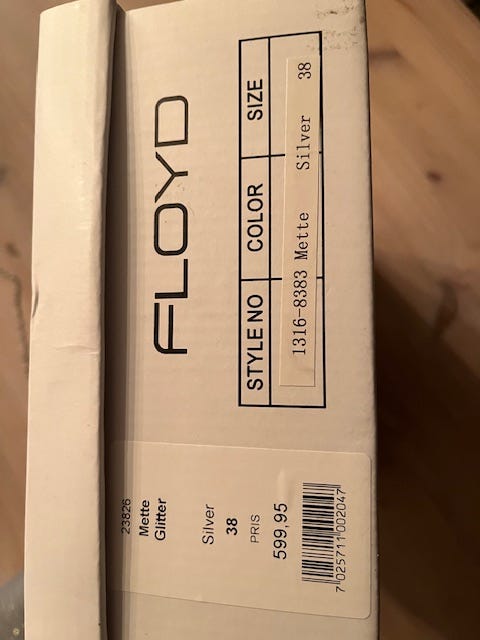 FLOYD
STYLE NO COLOR SIZE
1316-8383 Mette Silver 38
23826
Mette
Glitter
Silver
38
PRIS
599,95
7 025711 002047